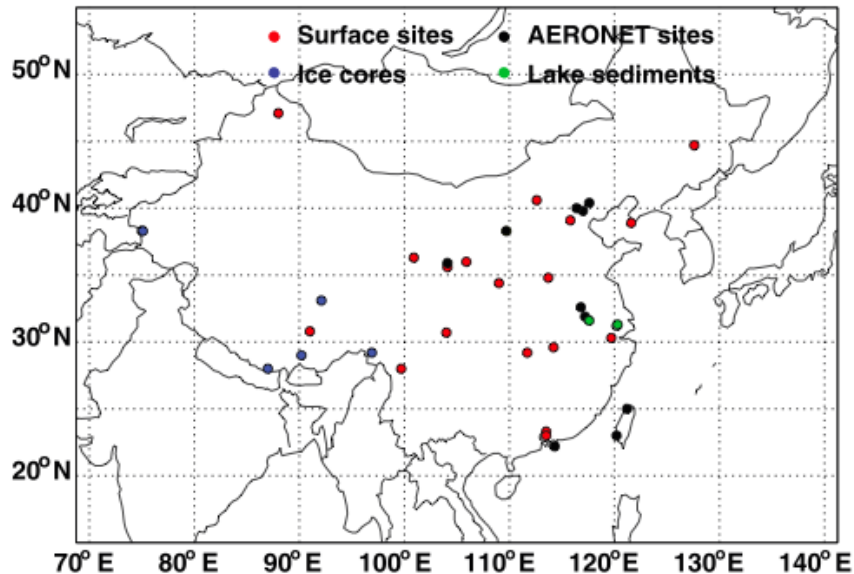 Surface sites AERONET sites
Ice cores Lake sediments
50° N
40° N
30° N
20° N
70° E 80° E 90° E 100° E 110° E 120° E 130° E 140° E